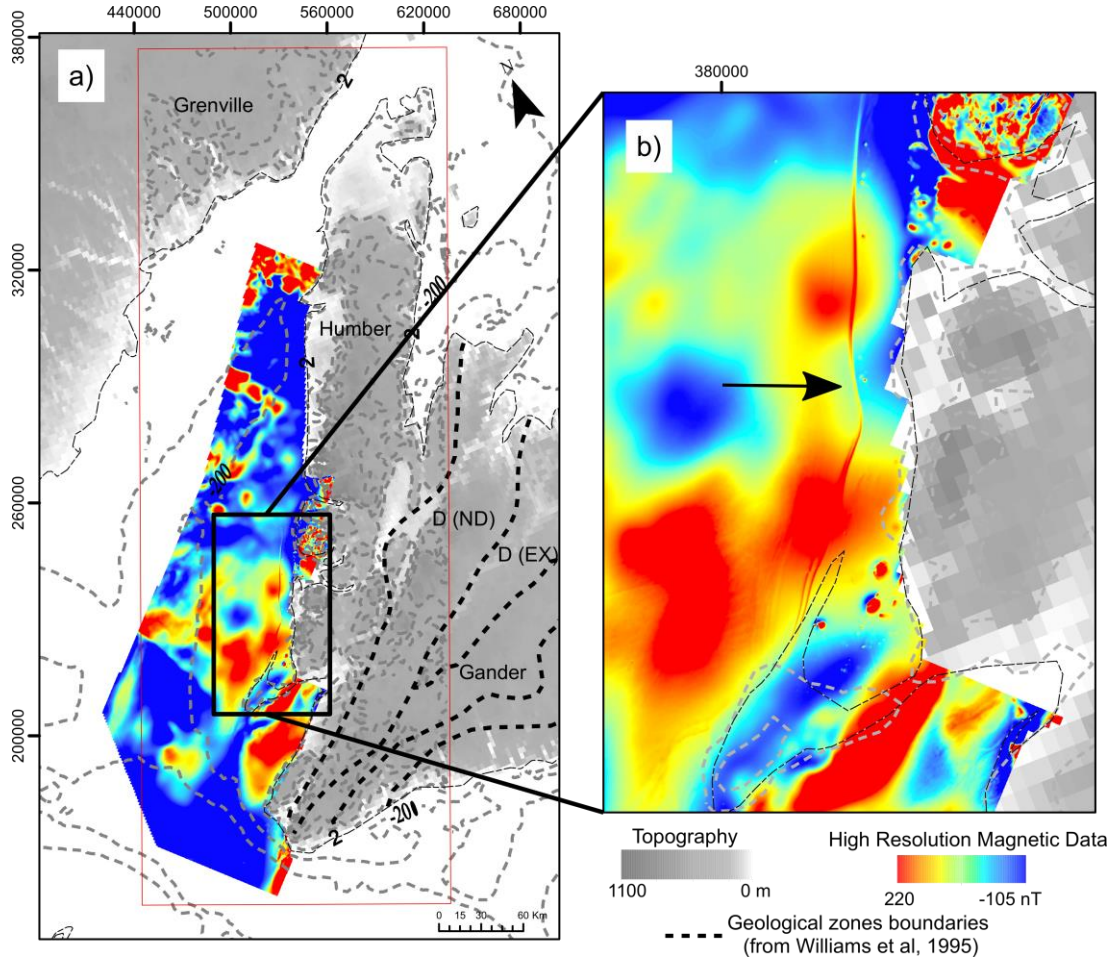 440000 500000 560000 620000 680000
380000
320000
260000
200000
a)
N
Grenville
2
Humber
2
-200
-200
D (ND)
D (EX)
Gander
2
-200
0 15 30 60 Km
380000
b)
Topography
1100 0 m
High Resolution Magnetic Data
220 -105 nT
Geological zones boundaries
(from Williams et al, 1995)